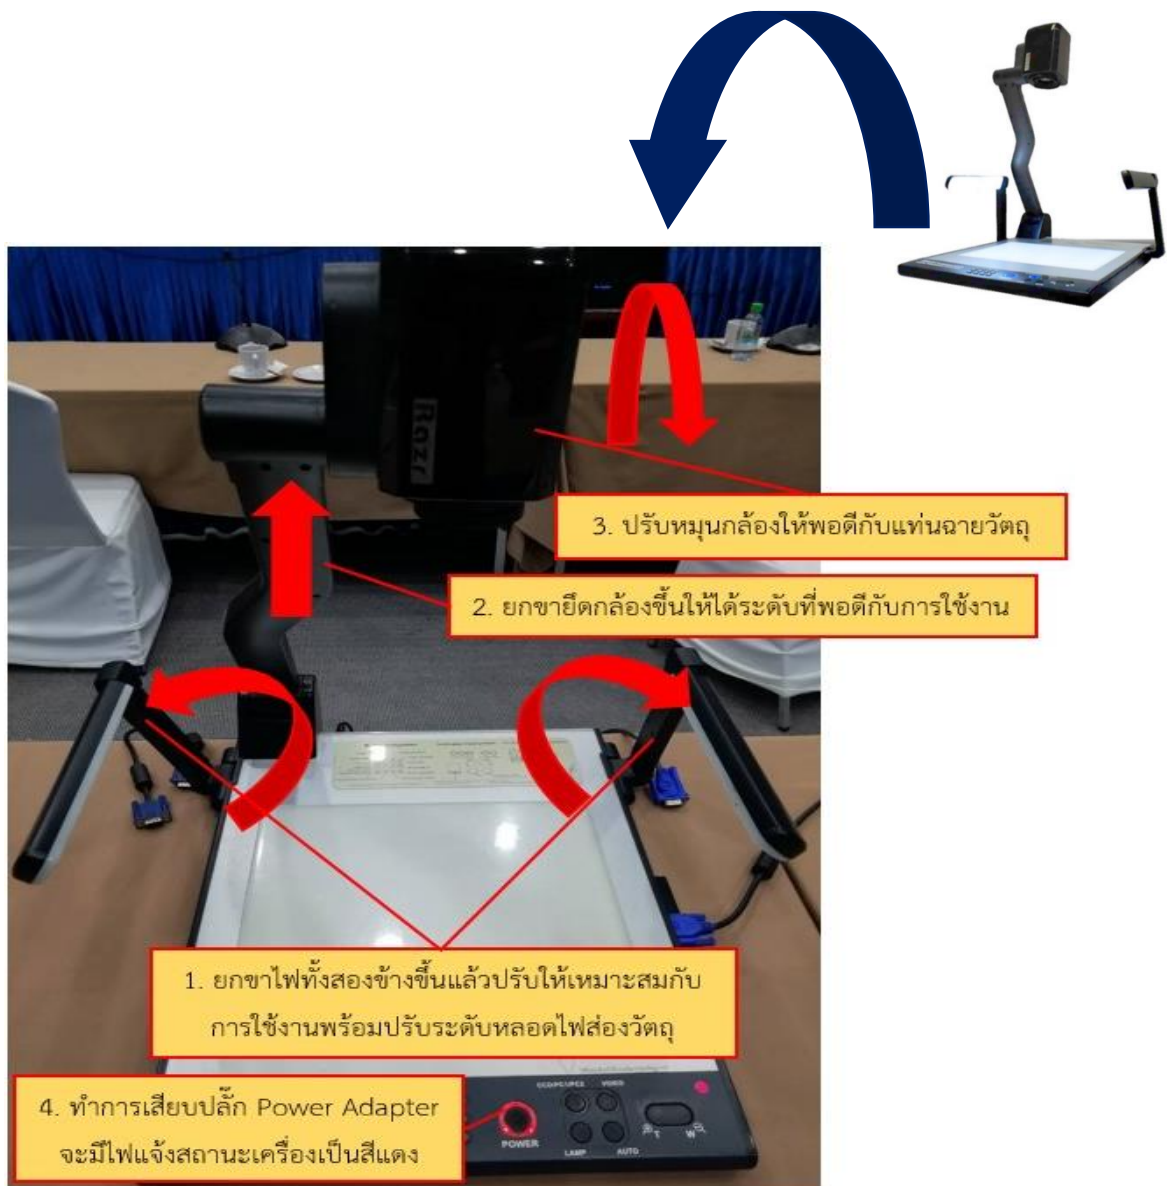 Razr
3. ปรับหมุนกล้องให้พอดีกับแท่นฉายวัตถุ
2. ยกขายึดกล้องขึ้นให้ได้ระดับที่พอดีกับการใช้งาน
1. ยกขาไฟทั้งสองข้างขึ้นแล้วปรับให้เหมาะสมกับ
การใช้งานพร้อมปรับระดับหลอดไฟส่องวัตถุ
4. ทำการเสียบปลั๊ก Power Adapter
จะมีไฟแจ้งสถานะเครื่องเป็นสีแดง
CCD/PC1/PC2 VIDEO
POWER
LAMP AUTO
T W